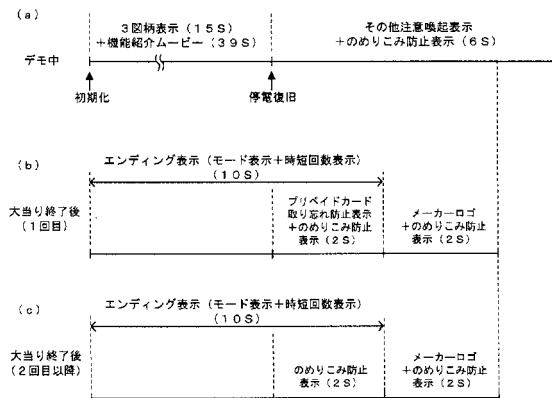 (a)
3図柄表示(15S)
+機能紹介ムービー(39S)
その他注意喚起表示
+のめりこみ防止表示(6S)
デモ中
初期化
停電復旧
(b)
エンディング表示(モード表示+時短回数表示)
(10S)
大当り終了後
(1回目)
プリペイドカード
取り忘れ防止表示
+のめりこみ防止
表示(2S)
メーカーロゴ
+のめりこみ防止
表示(2S)
(c)
エンディング表示(モード表示+時短回数表示)
(10S)
大当り終了後
(2回目以降)
のめりこみ防止
表示(2S)
メーカーロゴ
+のめりこみ防止
表示(2S)